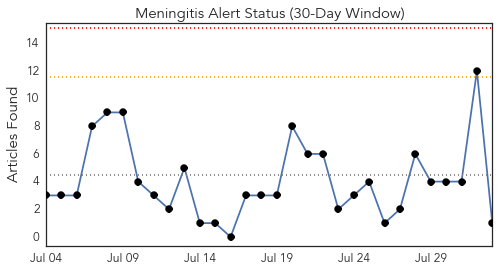 Meningitis Alert Status (30-Day Window)
Articles Found
14
12
10
8
6
4
2
0
Jul 04 Jul 09 Jul 14 Jul 19 Jul 24 Jul 29